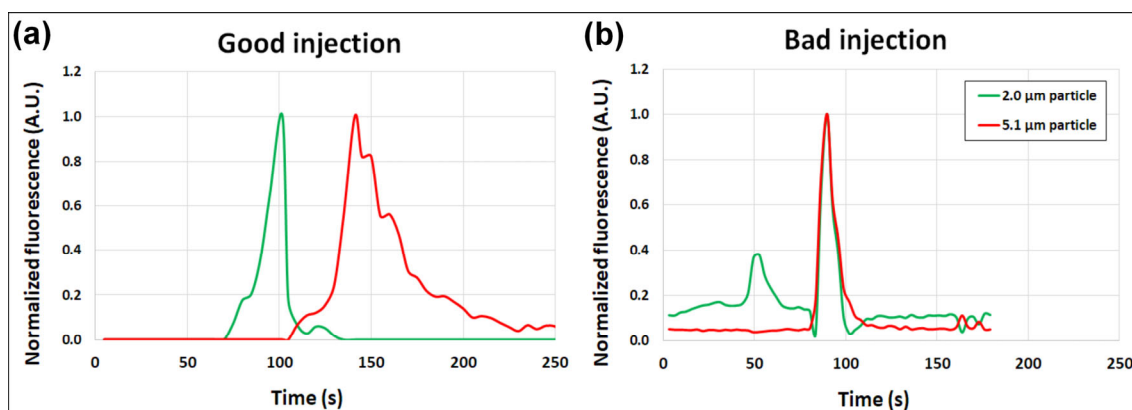 (a)
Good injection
Normalized fluorescence (A.U.)
1.2
1.0
0.8
0.6
0.4
0.2
0.0
0
50
100
150
200
250
Time (s)
(b)
Bad injection
Normalized fluorescence (A.U.)
1.2
1.0
0.8
0.6
0.4
0.2
0.0
2.0 µm particle
5.1 µm particle
0
50
100
150
200
250
Time (s)